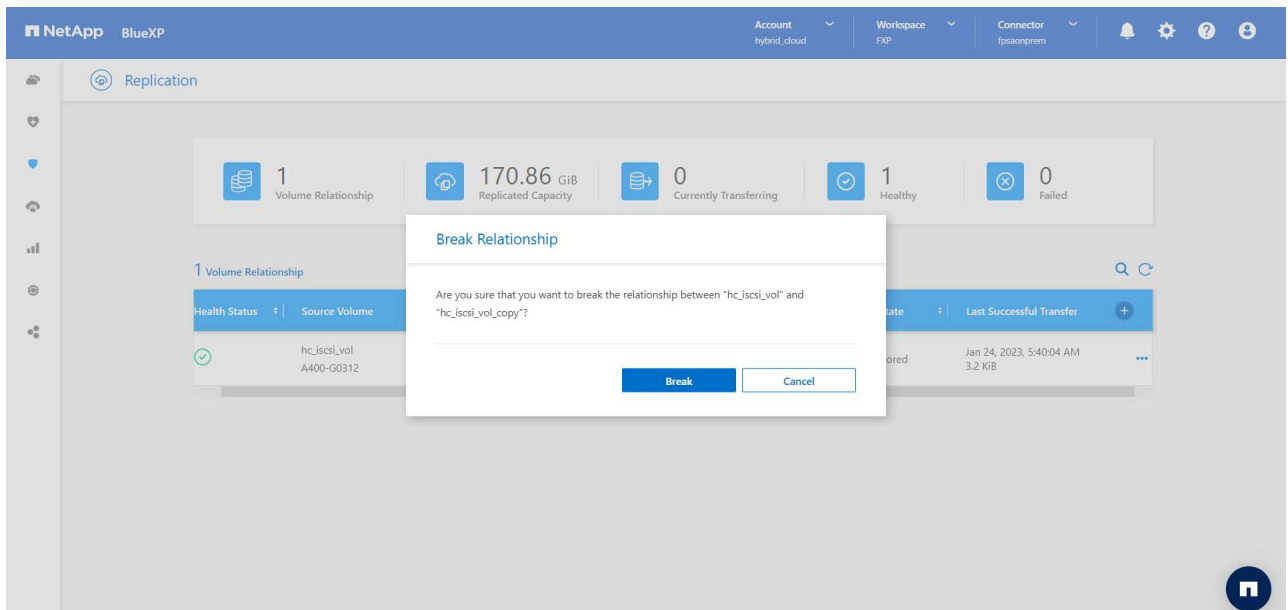 NetApp BlueXP
Account
hybrid_cloud
Workspace
FXP
Connector
fpsaonprem
Replication
1
Volume Relationship
170.86 GiB
Replicated Capacity
0
Currently Transferring
1
Healthy
0
Failed
Break Relationship
Are you sure that you want to break the relationship between "hc_iscsi_vol" and
"hc_iscsi_vol_copy"?
Break Cancel
1 Volume Relationship
Health Status Source Volume tate Last Successful Transfer
hc_iscsi_vol
A400-G0312
ored
Jan 24, 2023, 5:40:04 AM
3.2 KiB